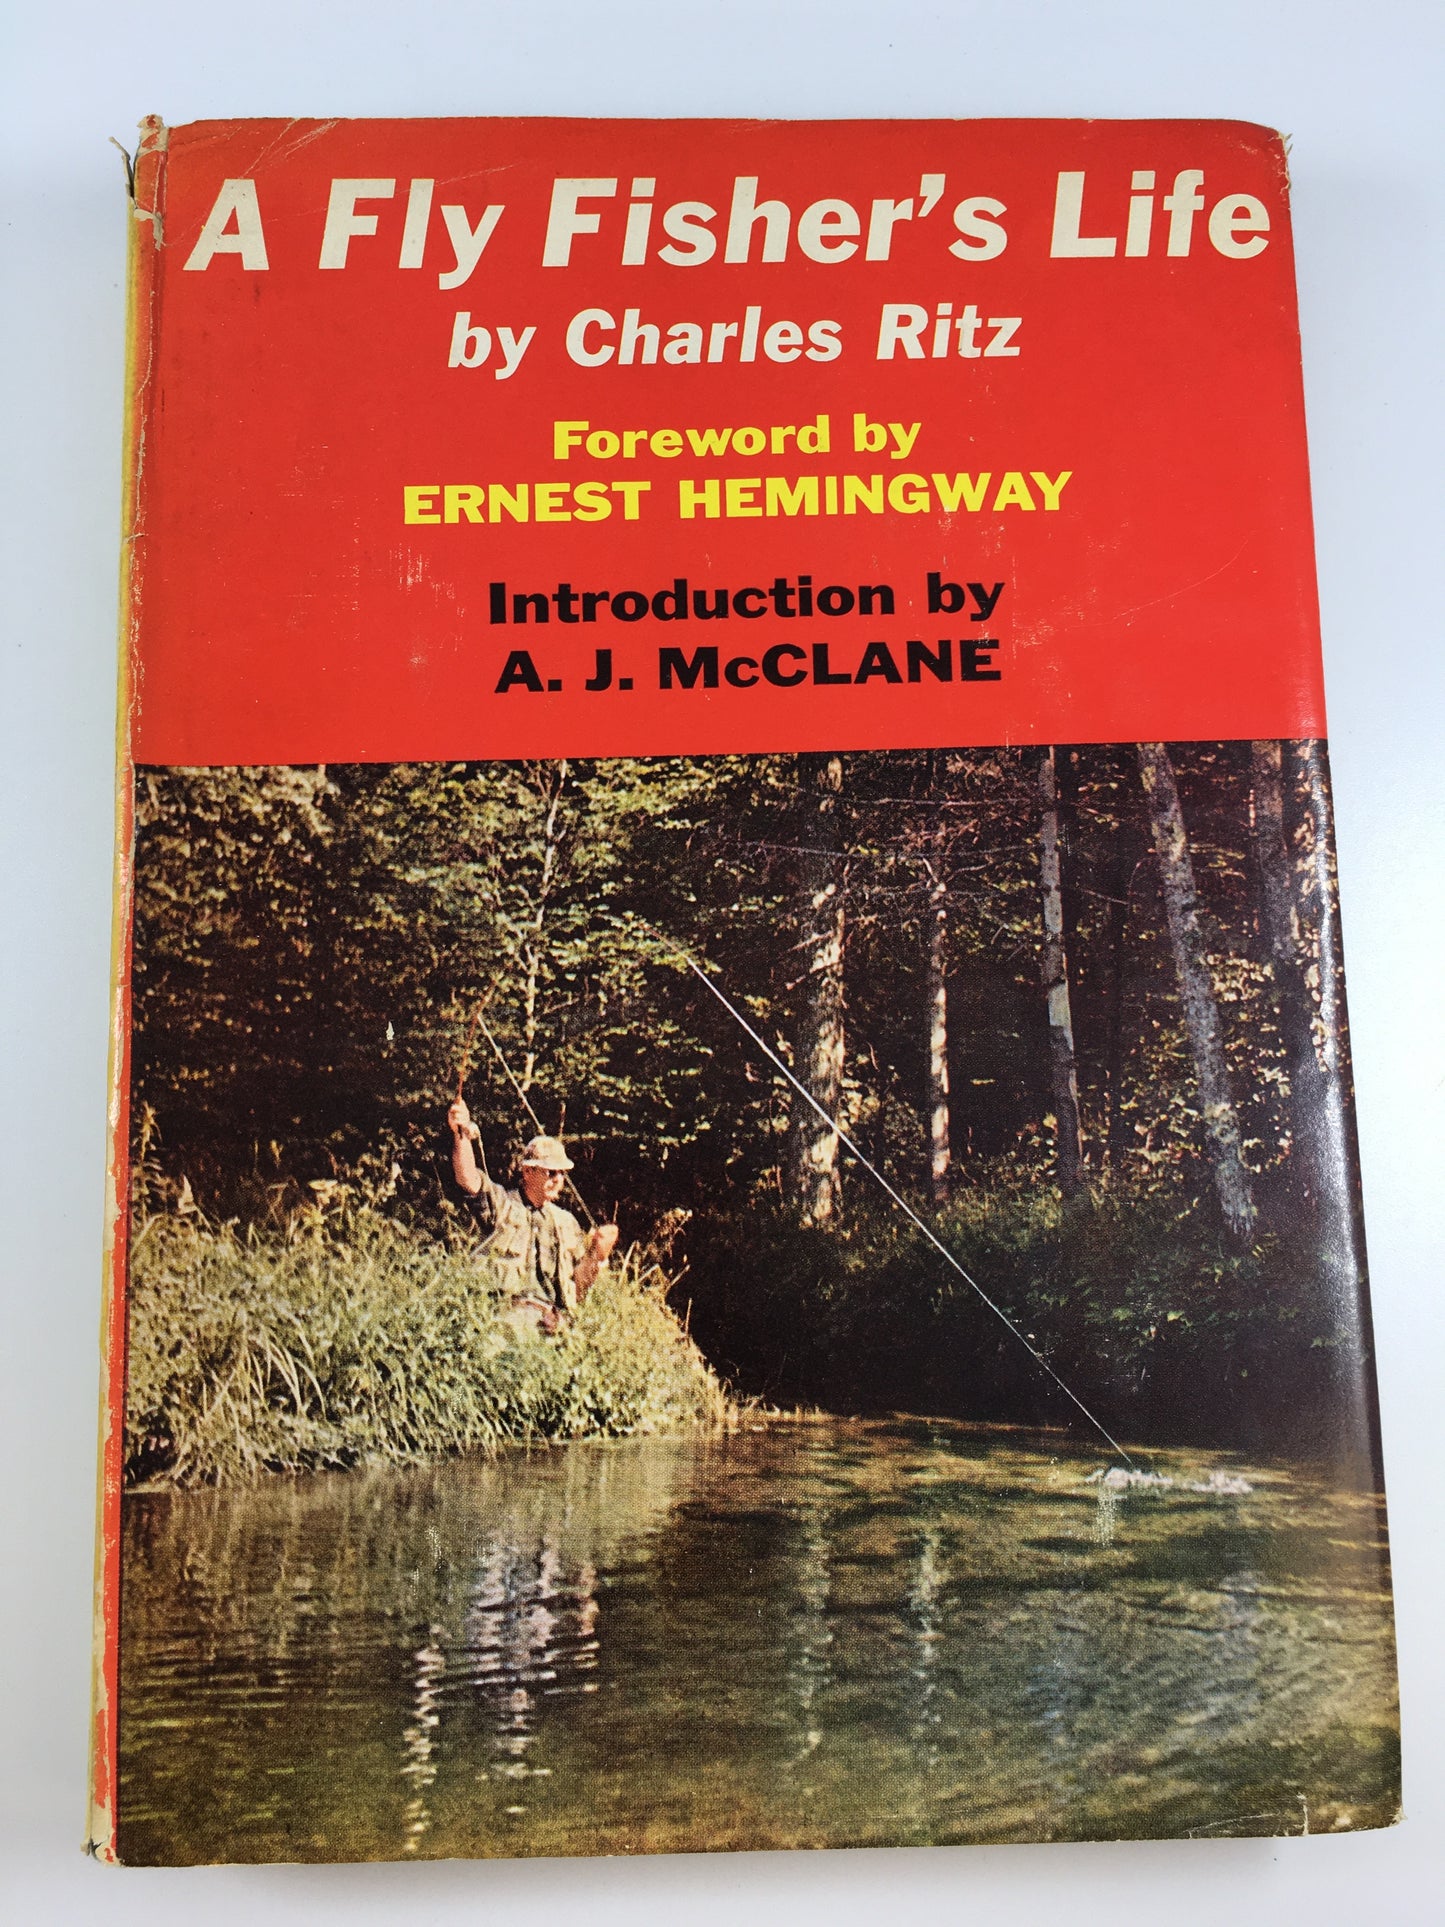 A Fly Fisher's Life
by Charles Ritz
Foreword by
ERNEST HEMINGWAY
Introduction by
A. J. McCLANE